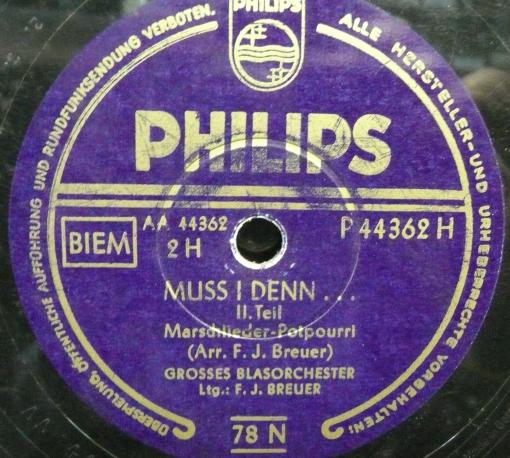 PHILIPS
PHILIPS
BIEM
AA 44362
2 H
P 44362 H
MUSS I DENN . . .
II. Teil
Marschlieder-Potpourri
(Arr. F. J. Breuer)
GROSSES BLASORCHESTER
Ltg.: F. J. BREUER
78 N
ALLE HERSTELLER- UND URHEBERRECHTE VORBEHALTEN:
ÜBERSPIELUNG, ÖFFENTLICHE AUFFÜHRUNG UND RUNDFUNKSENDUNG VERBOTEN.